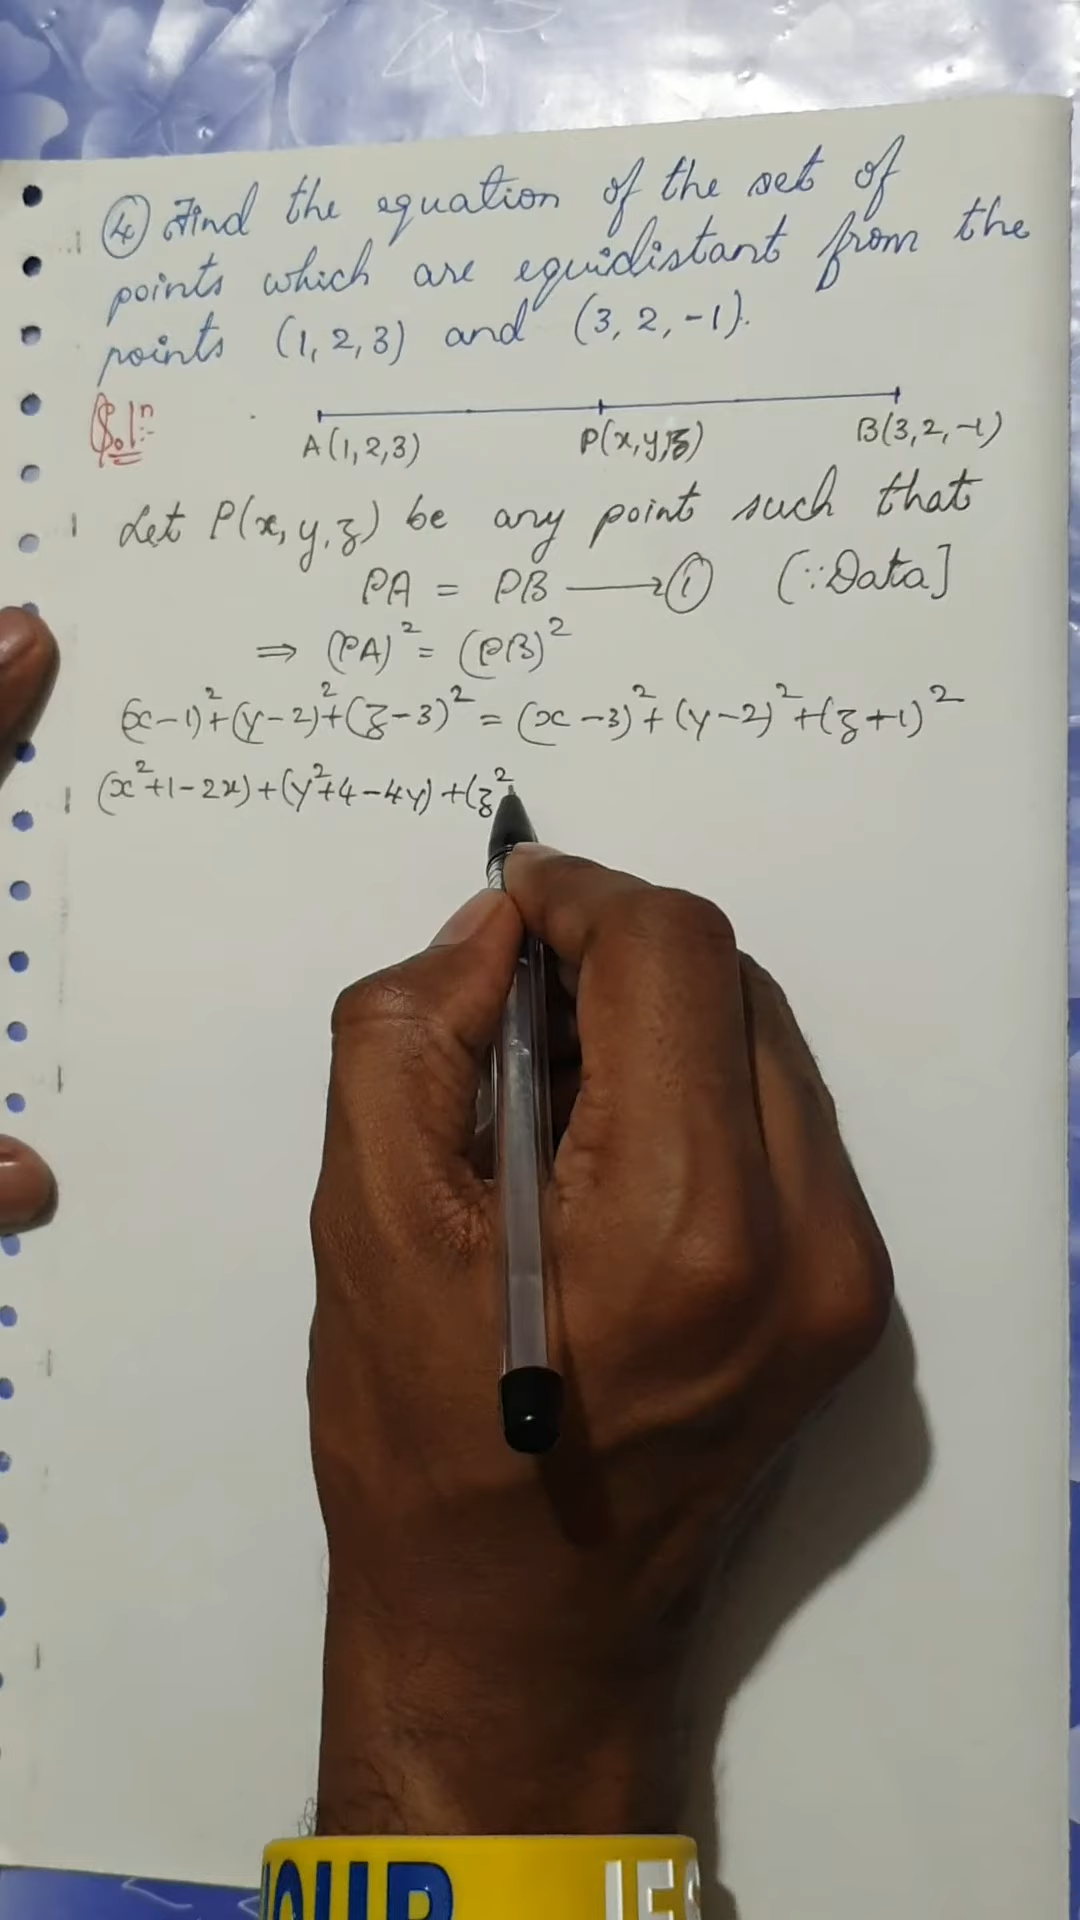 ④ Find the equation of the set of
points which are equidistant from the
points (1, 2, 3) and (3, 2, -1).
Solⁿ:-
A(1,2,3) P(x,y,z) B(3,2,-1)
Let P(x, y, z) be any point such that
PA = PB ⟶ ① [∵Data]
⇒ (PA)² = (PB)²
(x-1)²+(y-2)²+(z-3)² = (x-3)²+(y-2)²+(z+1)²
(x²+1-2x)+(y²+4-4y)+(z²